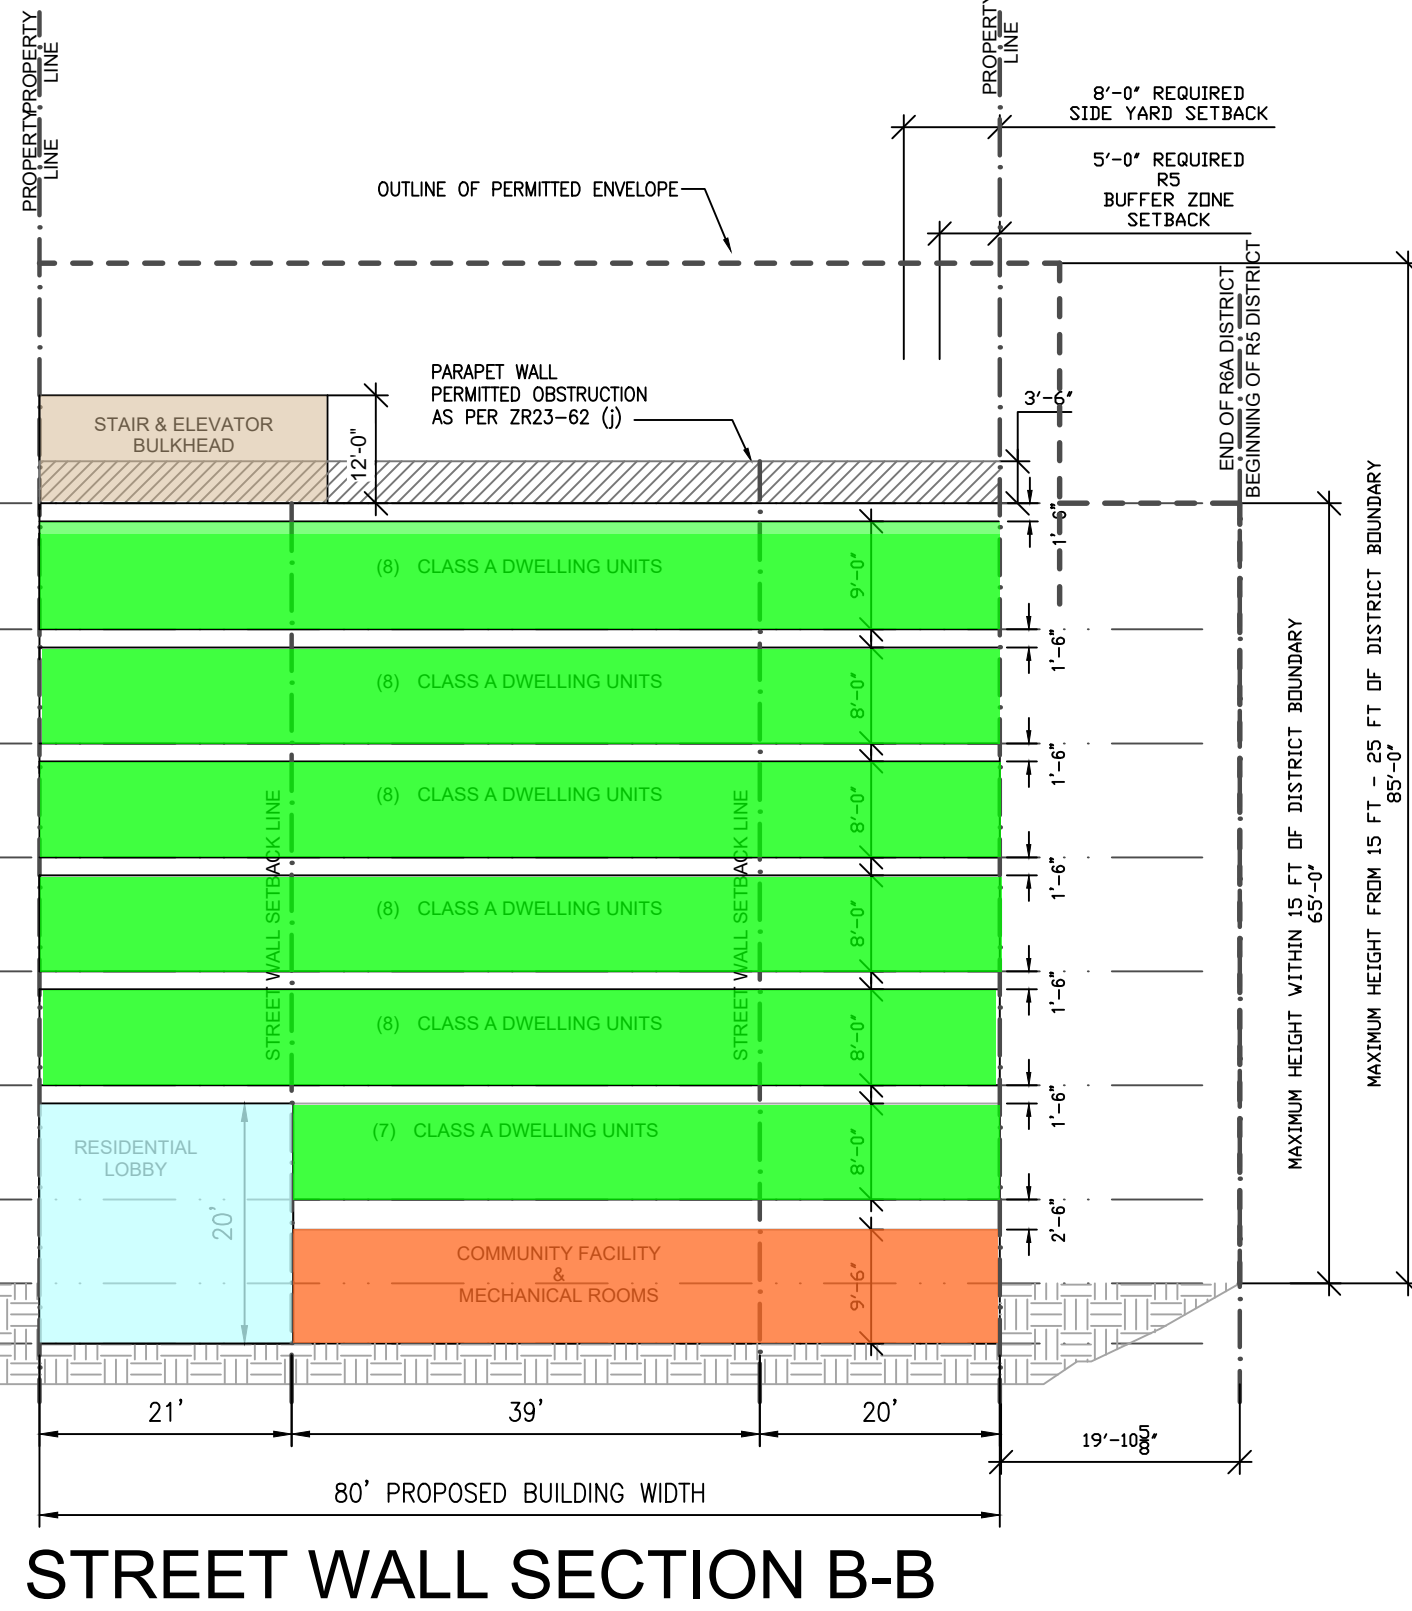 PROPERTY
LINE
PROPERTY
LINE
PROPERTY
LINE
8'-0" REQUIRED
SIDE YARD SETBACK
5'-0" REQUIRED
R5
BUFFER ZONE
SETBACK
OUTLINE OF PERMITTED ENVELOPE
END OF R6A DISTRICT
BEGINNING OF R5 DISTRICT
PARAPET WALL
PERMITTED OBSTRUCTION
AS PER ZR23-62 (j)
3'-6"
STAIR & ELEVATOR
BULKHEAD
12'-0"
1'-6"
(8) CLASS A DWELLING UNITS
9'-0"
1'-6"
(8) CLASS A DWELLING UNITS
8'-0"
1'-6"
(8) CLASS A DWELLING UNITS
8'-0"
1'-6"
(8) CLASS A DWELLING UNITS
8'-0"
1'-6"
(8) CLASS A DWELLING UNITS
8'-0"
1'-6"
STREET WALL SETBACK LINE
STREET WALL SETBACK LINE
(7) CLASS A DWELLING UNITS
8'-0"
2'-6"
RESIDENTIAL
LOBBY
20'
COMMUNITY FACILITY
&
MECHANICAL ROOMS
9'-6"
MAXIMUM HEIGHT WITHIN 15 FT OF DISTRICT BOUNDARY
65'-0"
MAXIMUM HEIGHT FROM 15 FT - 25 FT OF DISTRICT BOUNDARY
85'-0"
21'
39'
20'
19'-10 5/8"
80' PROPOSED BUILDING WIDTH
STREET WALL SECTION B-B